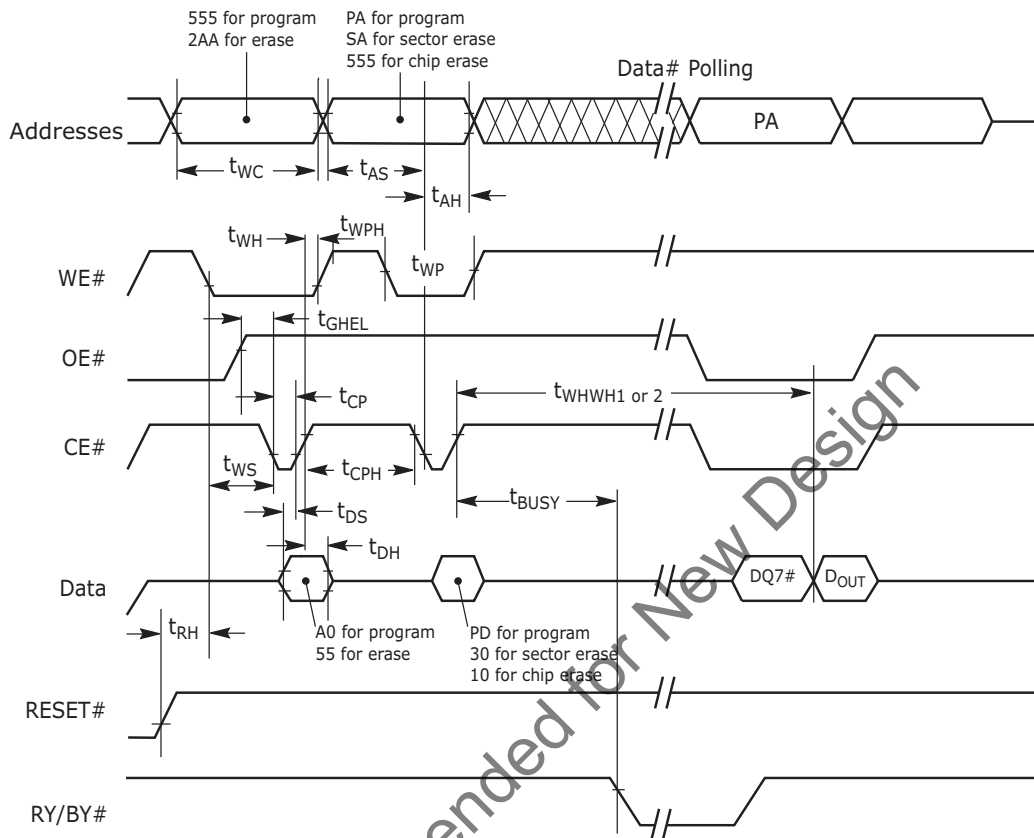 555 for program
2AA for erase
PA for program
SA for sector erase
555 for chip erase
Data# Polling
Addresses
PA
tWC
tAS
tAH
tWH
tWPH
WE#
tWP
tGHEL
OE#
tWHWH1 or 2
tCP
CE#
tWS
tCPH
tBUSY
tDS
tDH
Data
DQ7#
DOUT
tRH
A0 for program
55 for erase
PD for program
30 for sector erase
10 for chip erase
RESET#
RY/BY#
ended for New Design